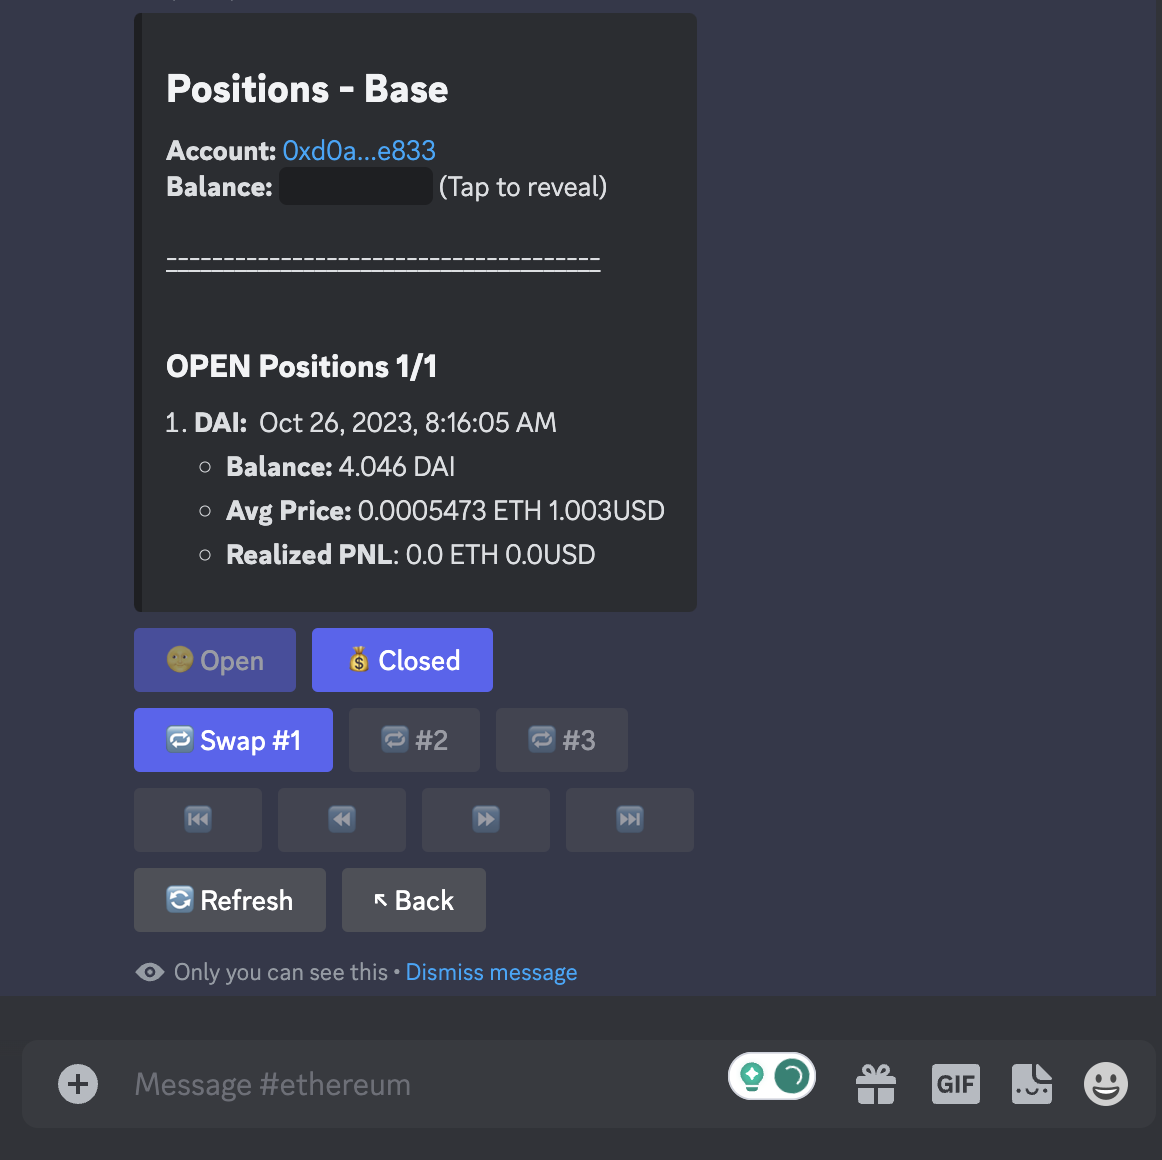 Positions - Base
Account: 0xd0a...e833
Balance: (Tap to reveal)
--------------------------------------
OPEN Positions 1/1
1. DAI: Oct 26, 2023, 8:16:05 AM
○ Balance: 4.046 DAI
○ Avg Price: 0.0005473 ETH 1.003USD
○ Realized PNL: 0.0 ETH 0.0USD
🌝 Open 💰 Closed
🔁 Swap #1 🔁 #2 🔁 #3
⏮ ⏪ ⏩ ⏭
🔄 Refresh ↖ Back
Only you can see this • Dismiss message
Message #ethereum GIF